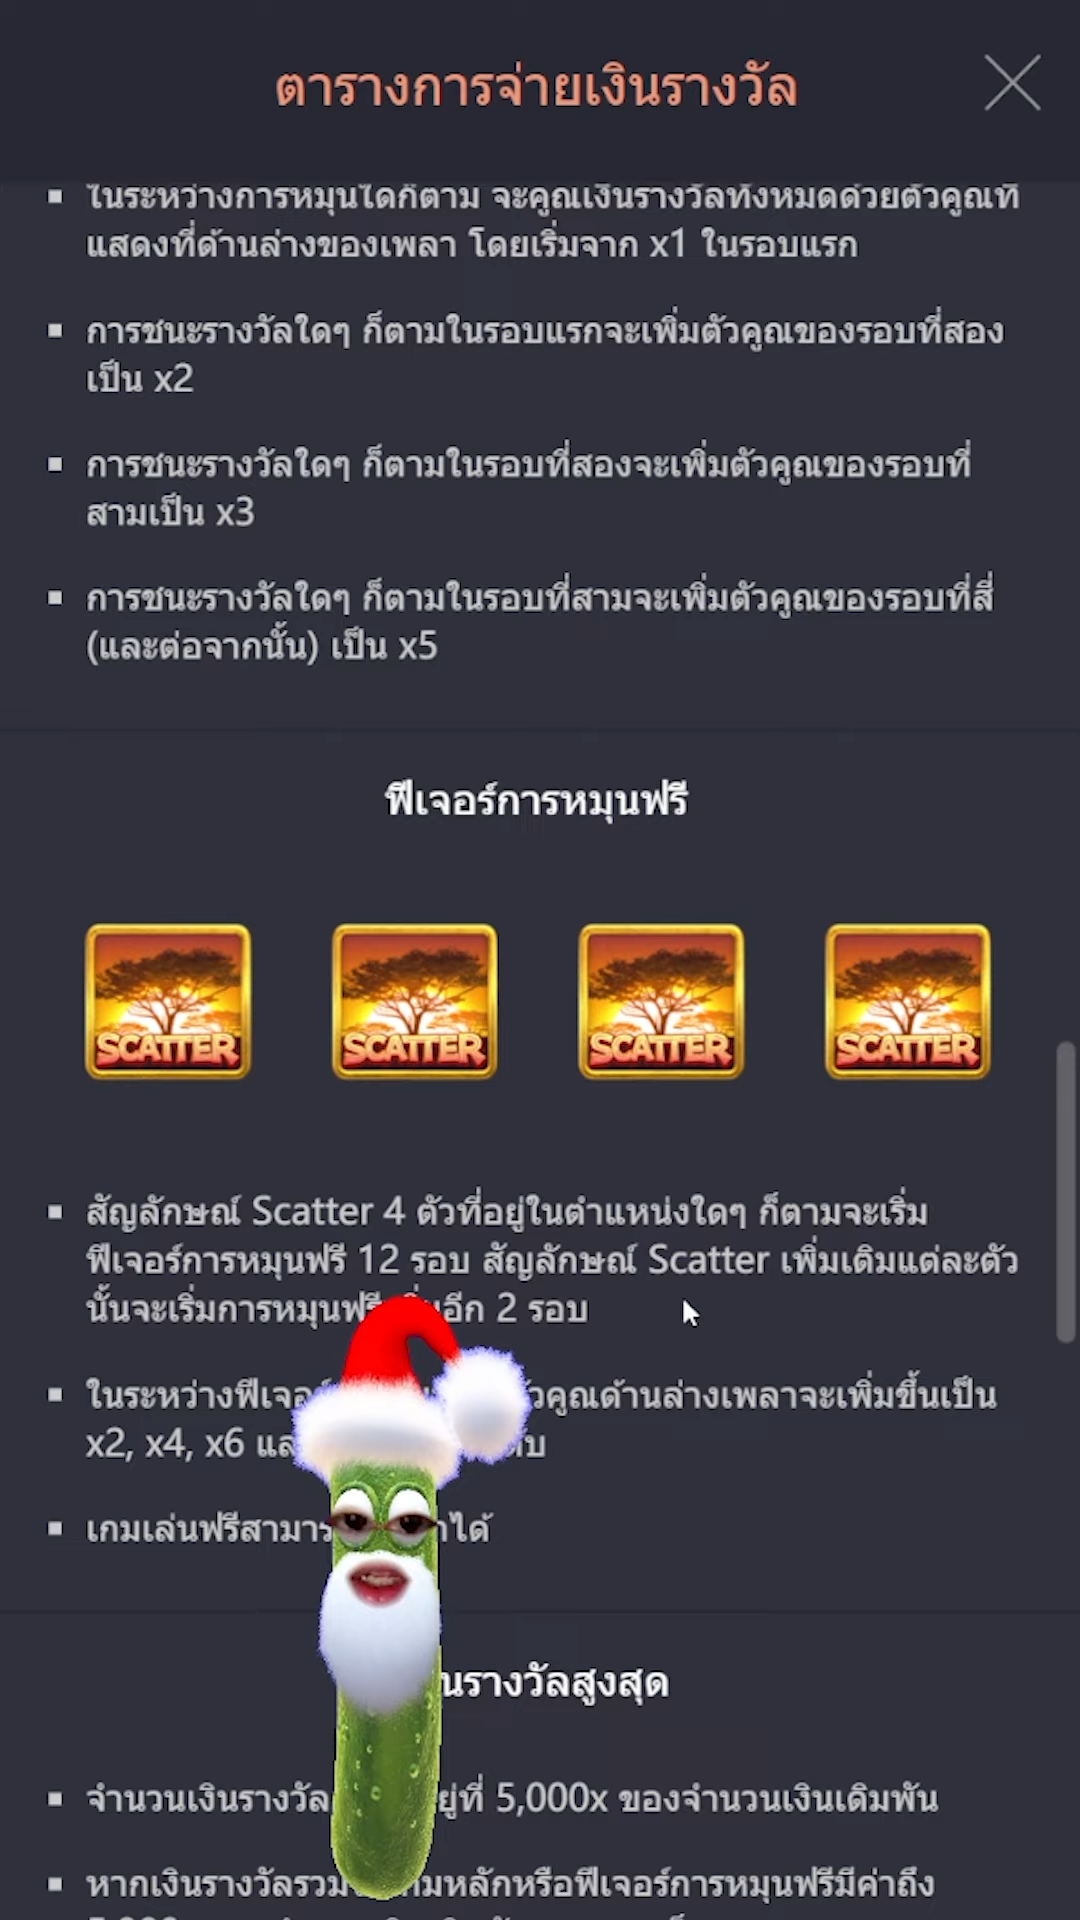 ตารางการจ่ายเงินรางวัล
ในระหว่างการหมุนใดก็ตาม จะคูณเงินรางวัลทั้งหมดด้วยตัวคูณที่
แสดงที่ด้านล่างของเพลา โดยเริ่มจาก x1 ในรอบแรก
การชนะรางวัลใดๆ ก็ตามในรอบแรกจะเพิ่มตัวคูณของรอบที่สอง
เป็น x2
การชนะรางวัลใดๆ ก็ตามในรอบที่สองจะเพิ่มตัวคูณของรอบที่
สามเป็น x3
การชนะรางวัลใดๆ ก็ตามในรอบที่สามจะเพิ่มตัวคูณของรอบที่สี่
(และต่อจากนั้น) เป็น x5
ฟีเจอร์การหมุนฟรี
SCATTER SCATTER SCATTER SCATTER
สัญลักษณ์ Scatter 4 ตัวที่อยู่ในตำแหน่งใดๆ ก็ตามจะเริ่ม
ฟีเจอร์การหมุนฟรี 12 รอบ สัญลักษณ์ Scatter เพิ่มเติมแต่ละตัว
นั้นจะเริ่มการหมุนฟรี อีก 2 รอบ
ในระหว่าง ตัวคูณด้านล่างเพลาจะเพิ่มขึ้นเป็น
x2, x4, x6
เกมเล่นฟรี ได้
รางวัลสูงสุด
จำนวนเงินรางวัล 5,000x ของจำนวนเงินเดิมพัน
หากเงินรางวัลรวม หลักหรือฟีเจอร์การหมุนฟรีมีค่าถึง